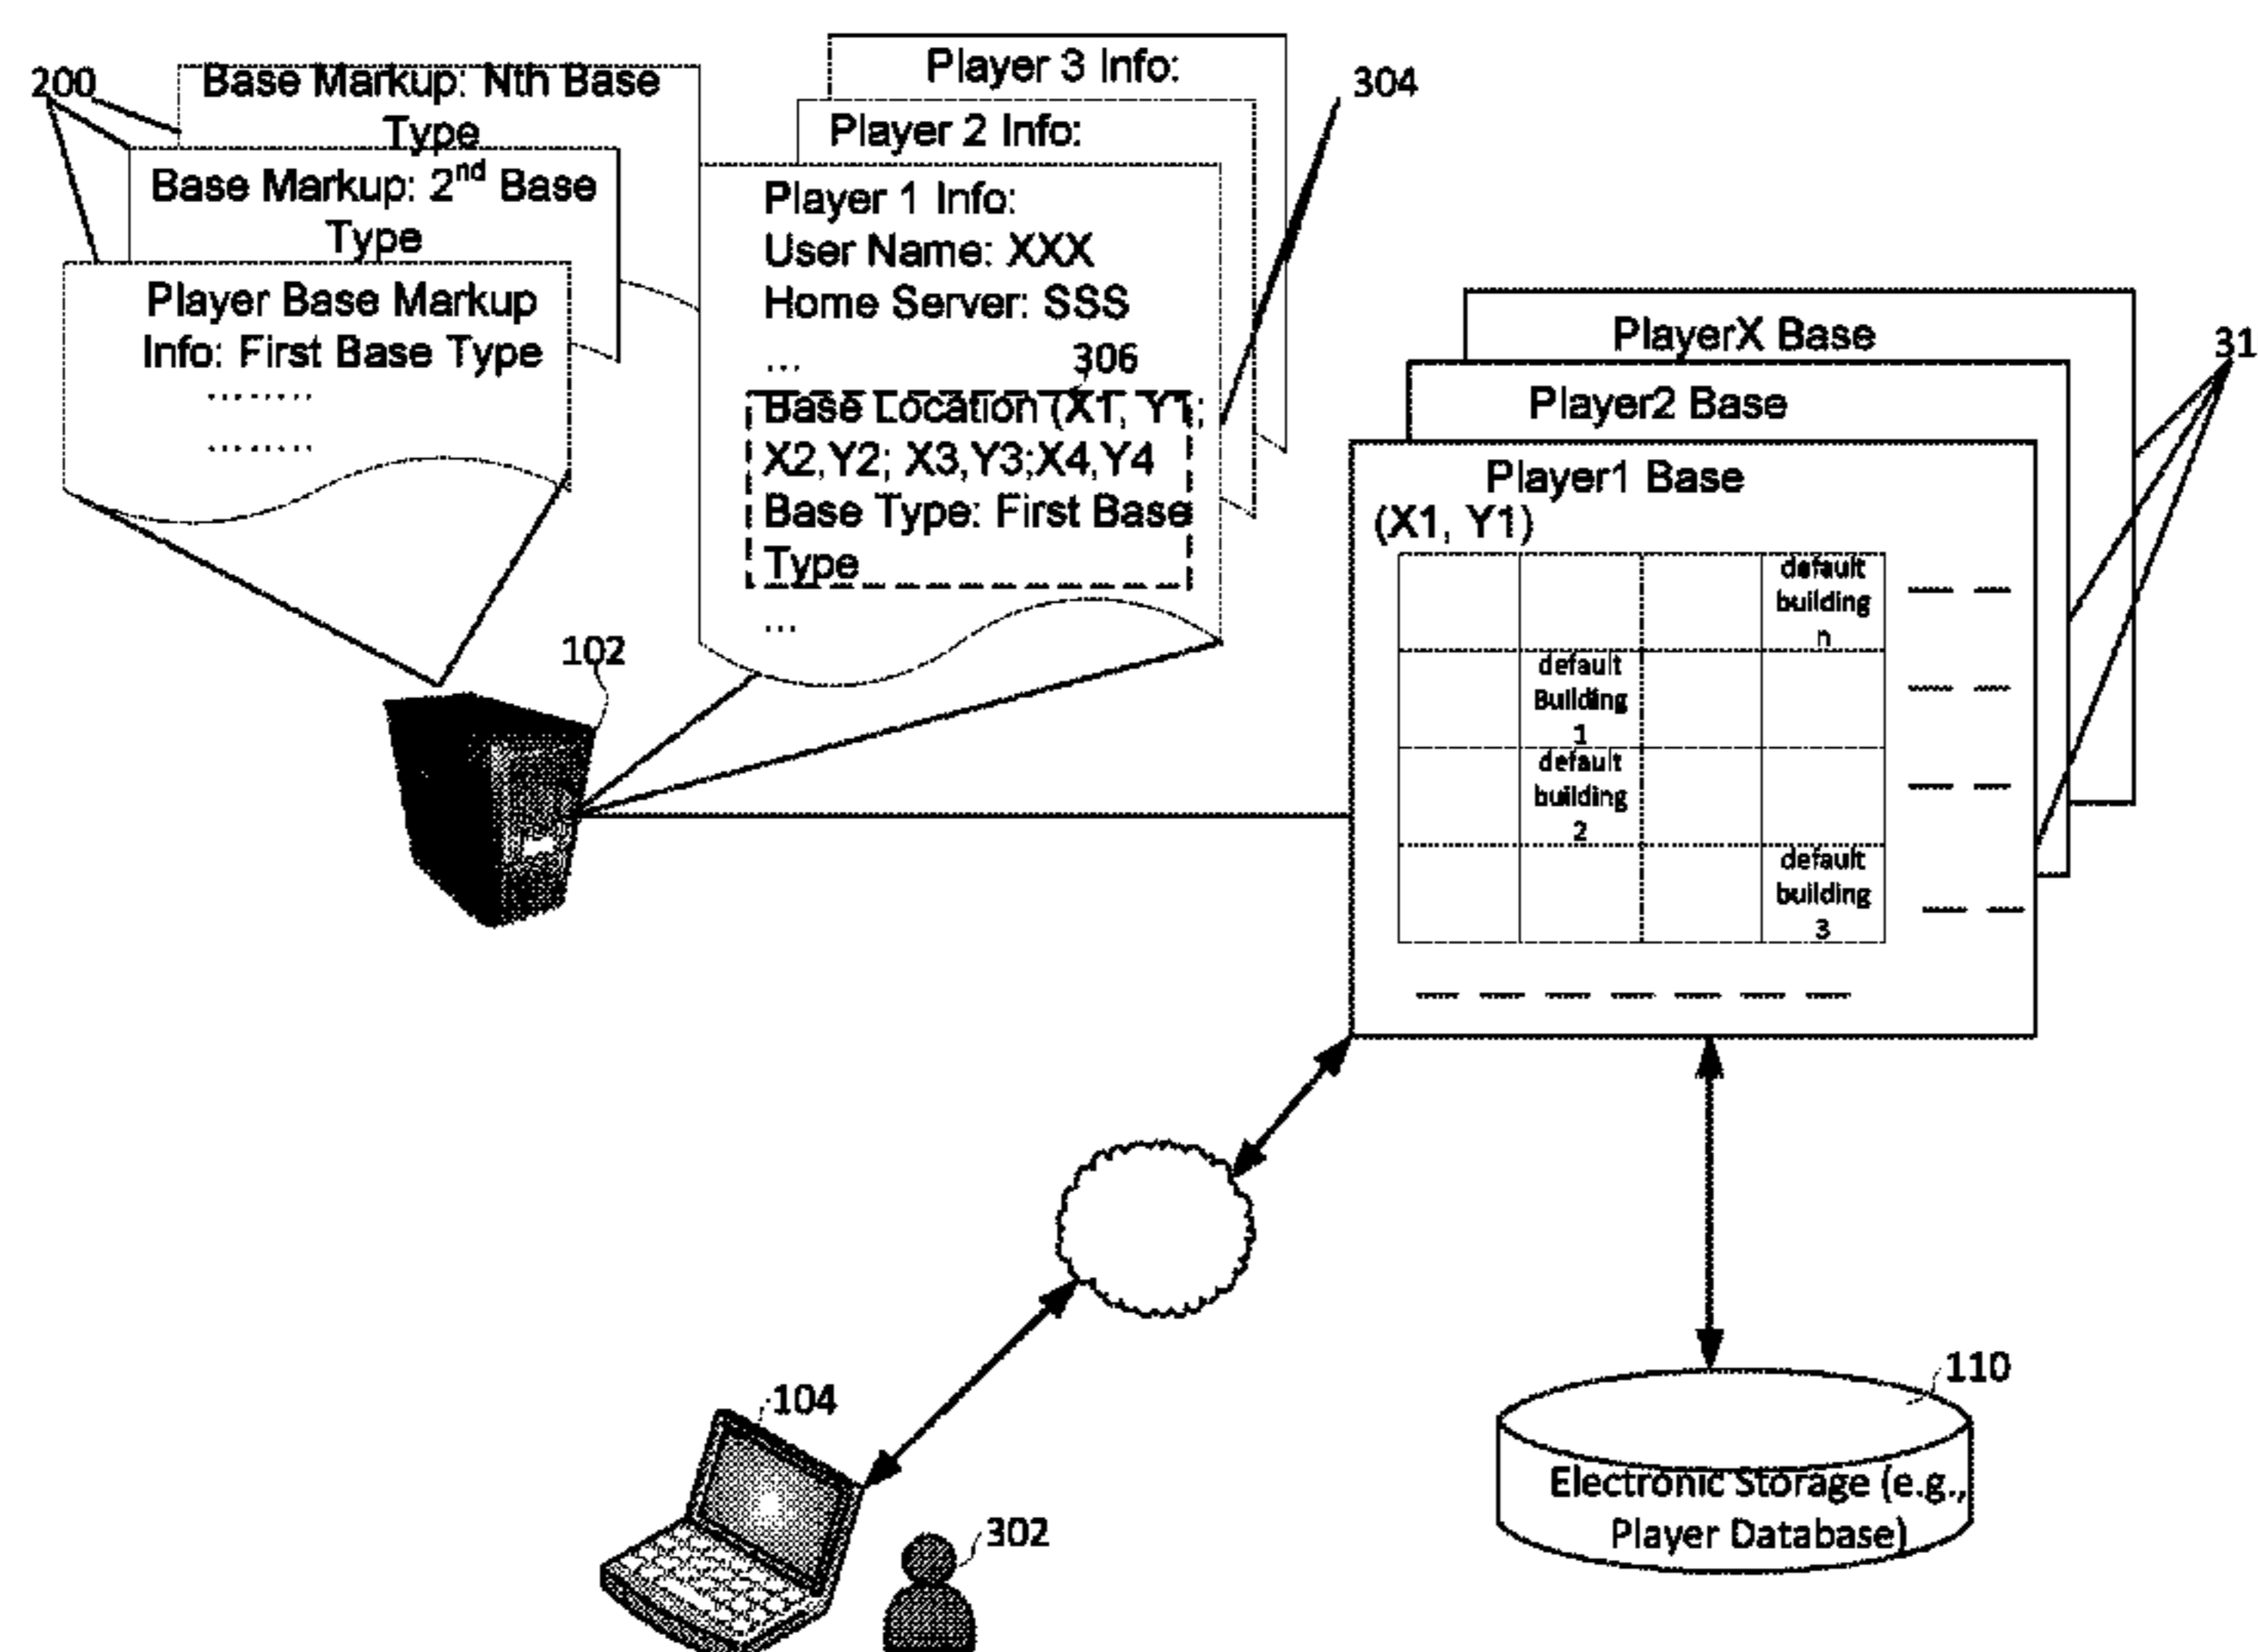 200
Base Markup: Nth Base
Type
Base Markup: 2nd Base
Type
Player Base Markup
Info: First Base Type
........
........
Player 3 Info:
Player 2 Info:
Player 1 Info:
User Name: XXX
Home Server: SSS
...
304
306
Base Location (X1, Y1;
X2,Y2; X3,Y3;X4,Y4
Base Type: First Base
Type
...
102
PlayerX Base
Player2 Base
Player1 Base
(X1, Y1)
31
default
building
n
default
Building
1
default
building
2
default
building
3
104
302
110
Electronic Storage (e.g.,
Player Database)